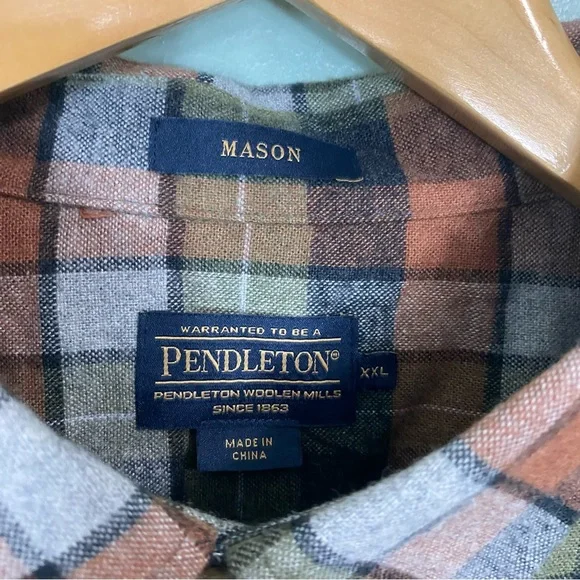 MASON
WARRANTED TO BE A
PENDLETON®
XXL
PENDLETON WOOLEN MILLS
SINCE 1863
MADE IN
CHINA